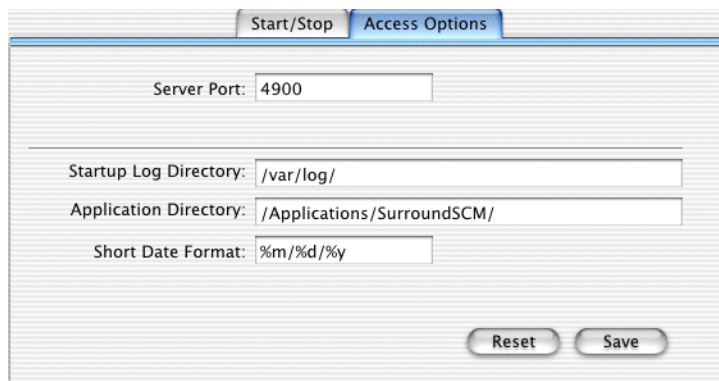 Start/Stop Access Options
Server Port: 4900
Startup Log Directory: /var/log/
Application Directory: /Applications/SurroundSCM/
Short Date Format: %m/%d/%y
Reset Save